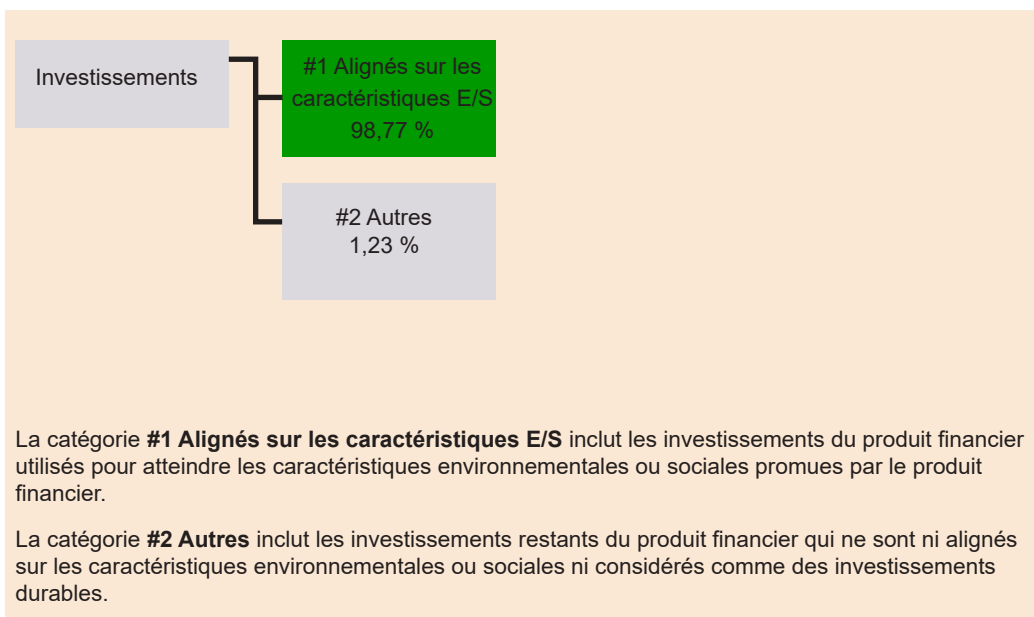 Investissements
#1 Alignés sur les
caractéristiques E/S
98,77 %
#2 Autres
1,23 %
La catégorie #1 Alignés sur les caractéristiques E/S inclut les investissements du produit financier
utilisés pour atteindre les caractéristiques environnementales ou sociales promues par le produit
financier.
La catégorie #2 Autres inclut les investissements restants du produit financier qui ne sont ni alignés
sur les caractéristiques environnementales ou sociales ni considérés comme des investissements
durables.